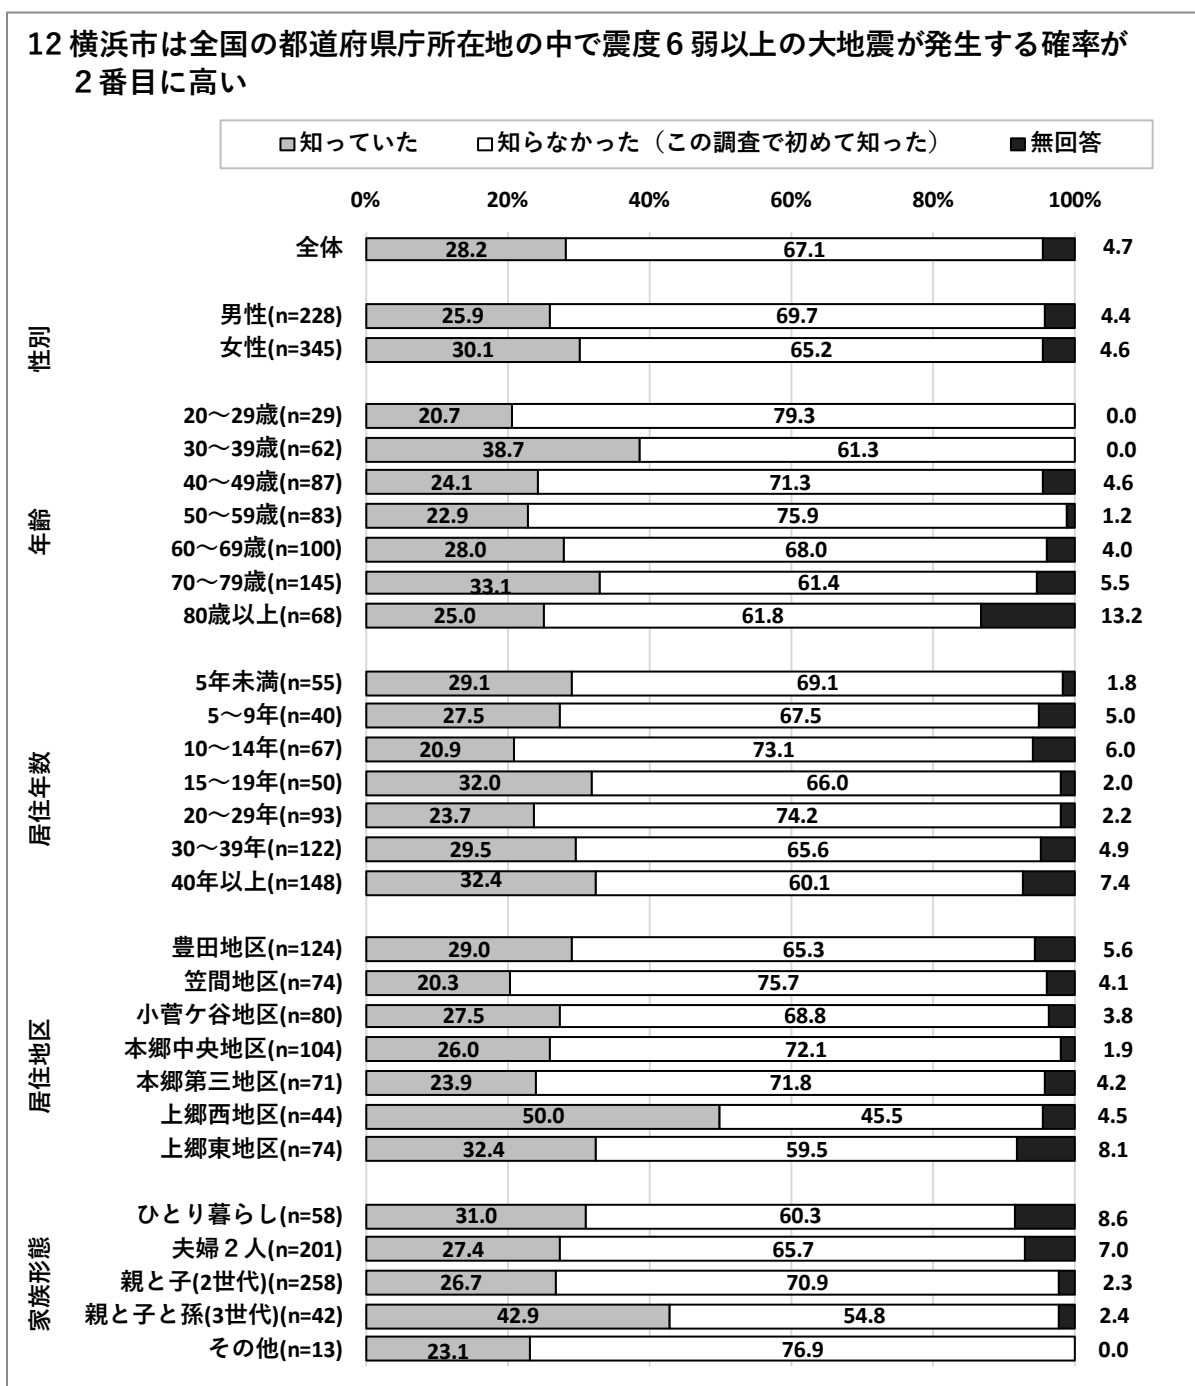 12 横浜市は全国の都道府県庁所在地の中で震度６弱以上の大地震が発生する確率が
２番目に高い
知っていた 知らなかった（この調査で初めて知った） 無回答
0% 20% 40% 60% 80% 100%
全体 28.2 67.1 4.7
性別
男性(n=228) 25.9 69.7 4.4
女性(n=345) 30.1 65.2 4.6
年齢
20～29歳(n=29) 20.7 79.3 0.0
30～39歳(n=62) 38.7 61.3 0.0
40～49歳(n=87) 24.1 71.3 4.6
50～59歳(n=83) 22.9 75.9 1.2
60～69歳(n=100) 28.0 68.0 4.0
70～79歳(n=145) 33.1 61.4 5.5
80歳以上(n=68) 25.0 61.8 13.2
居住年数
5年未満(n=55) 29.1 69.1 1.8
5～9年(n=40) 27.5 67.5 5.0
10～14年(n=67) 20.9 73.1 6.0
15～19年(n=50) 32.0 66.0 2.0
20～29年(n=93) 23.7 74.2 2.2
30～39年(n=122) 29.5 65.6 4.9
40年以上(n=148) 32.4 60.1 7.4
居住地区
豊田地区(n=124) 29.0 65.3 5.6
笠間地区(n=74) 20.3 75.7 4.1
小菅ケ谷地区(n=80) 27.5 68.8 3.8
本郷中央地区(n=104) 26.0 72.1 1.9
本郷第三地区(n=71) 23.9 71.8 4.2
上郷西地区(n=44) 50.0 45.5 4.5
上郷東地区(n=74) 32.4 59.5 8.1
家族形態
ひとり暮らし(n=58) 31.0 60.3 8.6
夫婦２人(n=201) 27.4 65.7 7.0
親と子(2世代)(n=258) 26.7 70.9 2.3
親と子と孫(3世代)(n=42) 42.9 54.8 2.4
その他(n=13) 23.1 76.9 0.0